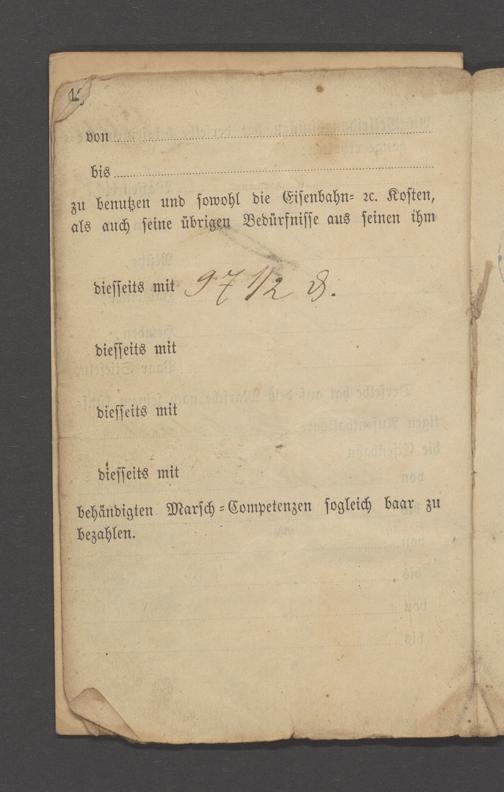 von
bis
zu benutzen und sowohl die Eisenbahn- ꝛc. Kosten,
als auch seine übrigen Bedürfnisse aus seinen ihm
diesseits mit 97 1/2 ₰.
diesseits mit
diesseits mit
diesseits mit
behändigten Marsch-Competenzen sogleich baar zu
bezahlen.